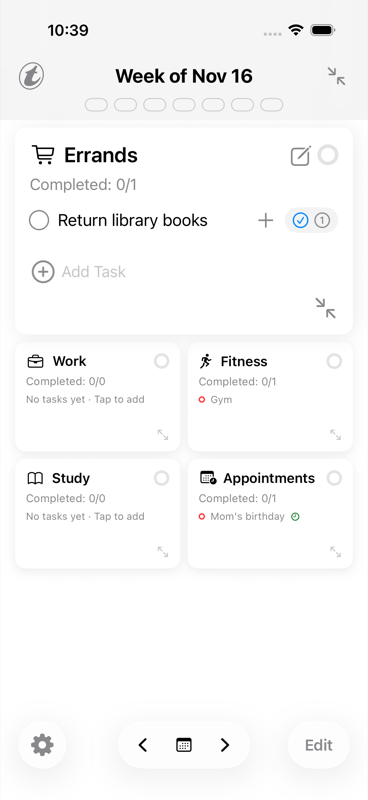 10:39
t
Week of Nov 16
Errands
Completed: 0/1
Return library books
1
Add Task
Work
Completed: 0/0
No tasks yet · Tap to add
Fitness
Completed: 0/1
Gym
Study
Completed: 0/0
No tasks yet · Tap to add
Appointments
Completed: 0/1
Mom's birthday
Edit